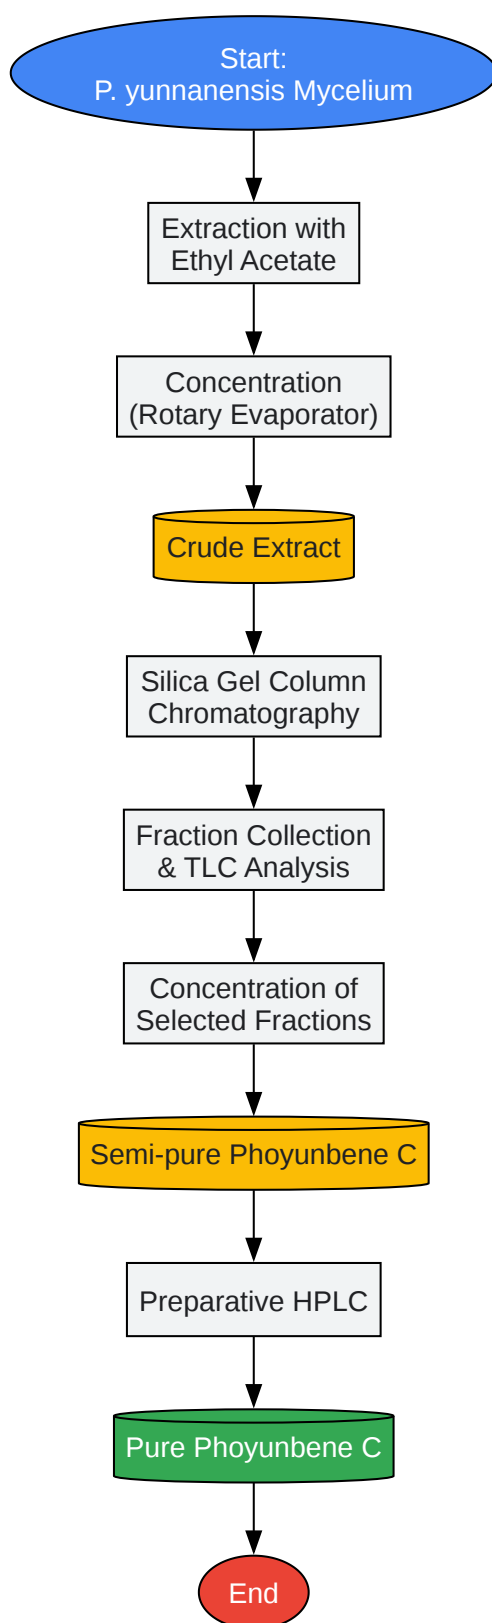 Start:
P. yunnanensis Mycelium
Extraction with
Ethyl Acetate
Concentration
(Rotary Evaporator)
Crude Extract
Silica Gel Column
Chromatography
Fraction Collection
& TLC Analysis
Concentration of
Selected Fractions
Semi-pure Phoyunbene C
Preparative HPLC
Pure Phoyunbene C
End